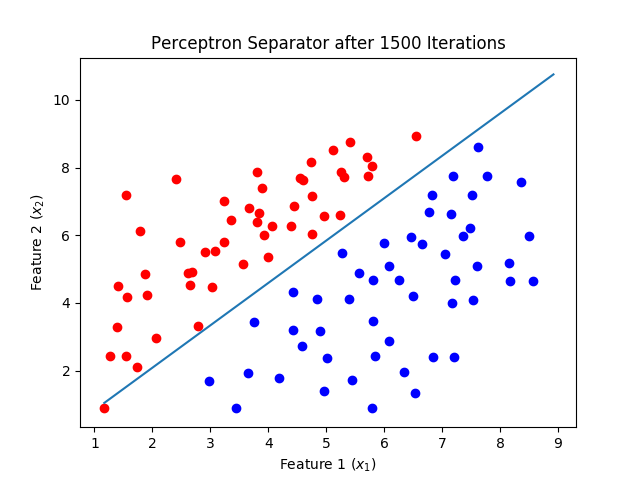 Perceptron Separator after 1500 Iterations
10
8
6
4
2
Feature 2 (x₂)
1 2 3 4 5 6 7 8 9
Feature 1 (x₁)